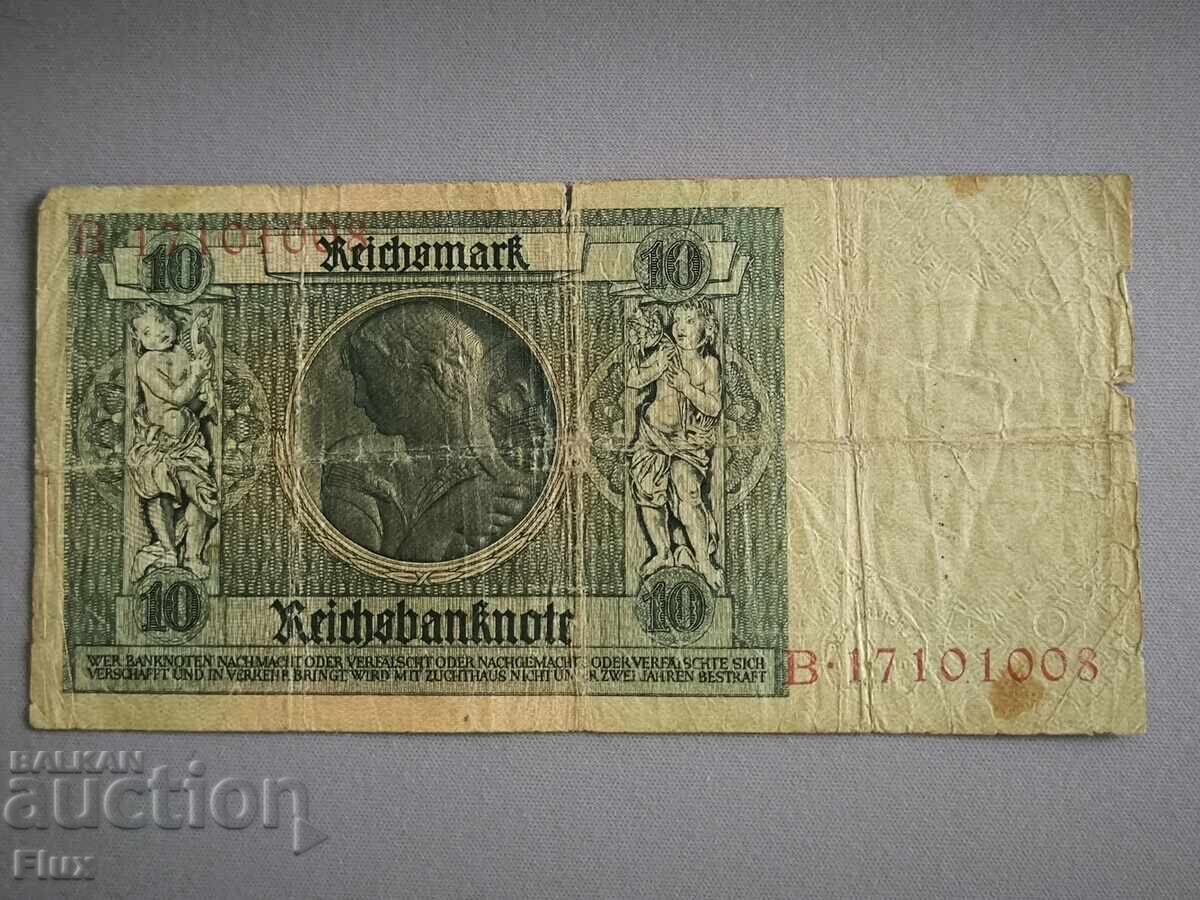 B·17101008
10 Reichsmark 10
10 Reichsbanknote 10
WER BANKNOTEN NACHMACHT ODER VERFÄLSCHT ODER NACHGEMACHTE ODER VERFÄLSCHTE SICH
VERSCHAFFT UND IN VERKEHR BRINGT, WIRD MIT ZUCHTHAUS NICHT UNTER ZWEI JAHREN BESTRAFT
B·17101008
BALKAN
auction
Flux